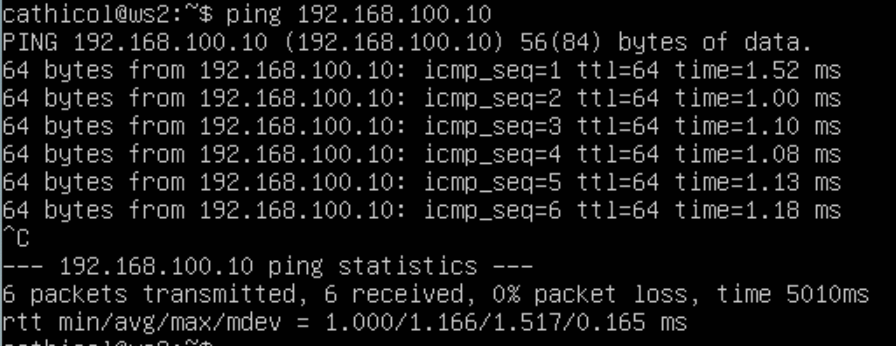 cathicol@ws2:~$ ping 192.168.100.10
PING 192.168.100.10 (192.168.100.10) 56(84) bytes of data.
64 bytes from 192.168.100.10: icmp_seq=1 ttl=64 time=1.52 ms
64 bytes from 192.168.100.10: icmp_seq=2 ttl=64 time=1.00 ms
64 bytes from 192.168.100.10: icmp_seq=3 ttl=64 time=1.10 ms
64 bytes from 192.168.100.10: icmp_seq=4 ttl=64 time=1.08 ms
64 bytes from 192.168.100.10: icmp_seq=5 ttl=64 time=1.13 ms
64 bytes from 192.168.100.10: icmp_seq=6 ttl=64 time=1.18 ms
^C
--- 192.168.100.10 ping statistics ---
6 packets transmitted, 6 received, 0% packet loss, time 5010ms
rtt min/avg/max/mdev = 1.000/1.166/1.517/0.165 ms
cathicol@ws2:~$